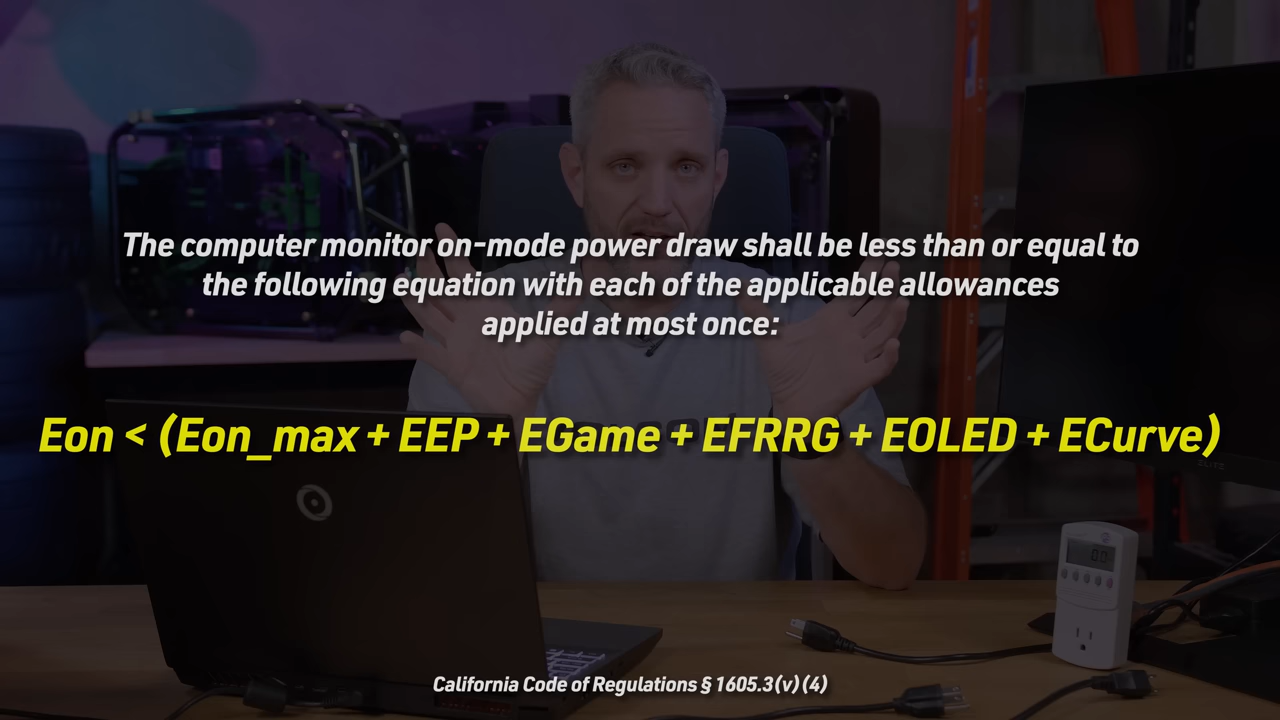 The computer monitor on-mode power draw shall be less than or equal to
the following equation with each of the applicable allowances
applied at most once:
Eon < (Eon_max + EEP + EGame + EFRRG + EOLED + ECurve)
California Code of Regulations § 1605.3(v)(4)